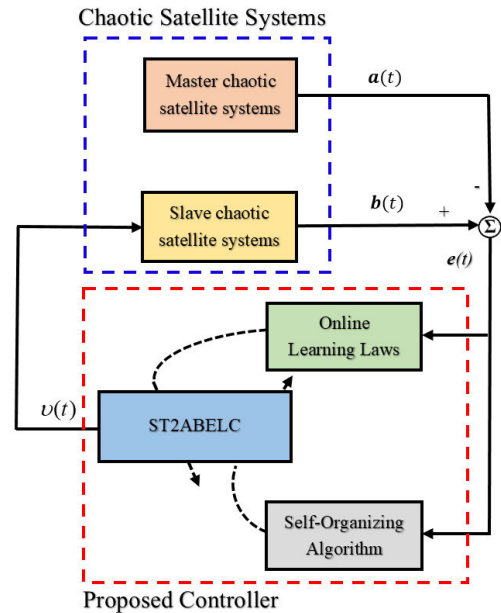 Chaotic Satellite Systems
Master chaotic
satellite systems
a(t)
-
Slave chaotic
satellite systems
b(t)
+
Σ
e(t)
Online
Learning Laws
υ(t)
ST2ABELC
Self-Organizing
Algorithm
Proposed Controller